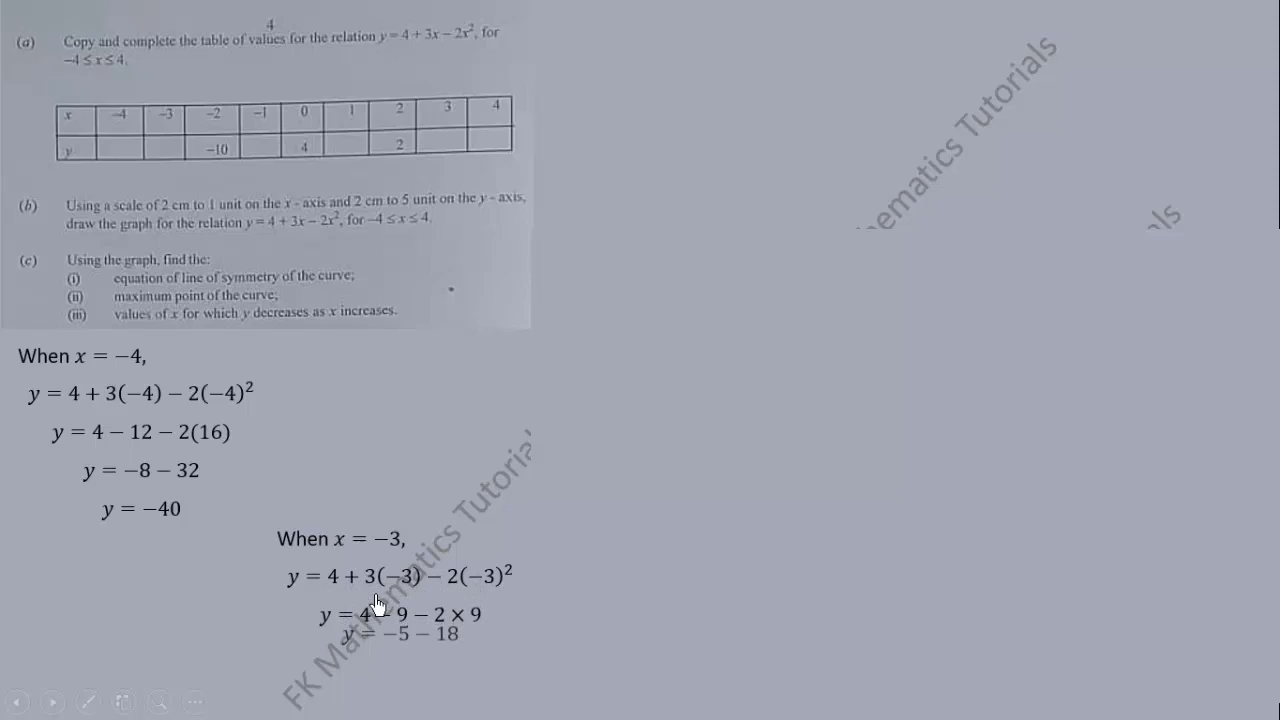 4
(a) Copy and complete the table of values for the relation y = 4 + 3x − 2x², for
−4 ≤ x ≤ 4.
x −4 −3 −2 −1 0 1 2 3 4
y −10 4 2
(b) Using a scale of 2 cm to 1 unit on the x - axis and 2 cm to 5 unit on the y - axis,
draw the graph for the relation y = 4 + 3x − 2x², for −4 ≤ x ≤ 4.
(c) Using the graph, find the:
(i) equation of line of symmetry of the curve;
(ii) maximum point of the curve;
(iii) values of x for which y decreases as x increases.
When x = −4,
y = 4 + 3(−4) − 2(−4)²
y = 4 − 12 − 2(16)
y = −8 − 32
y = −40
When x = −3,
y = 4 + 3(−3) − 2(−3)²
y = 4 − 9 − 2 × 9
y = −5 − 18
FK Mathematics Tutorial
hematics Tutorials
ls